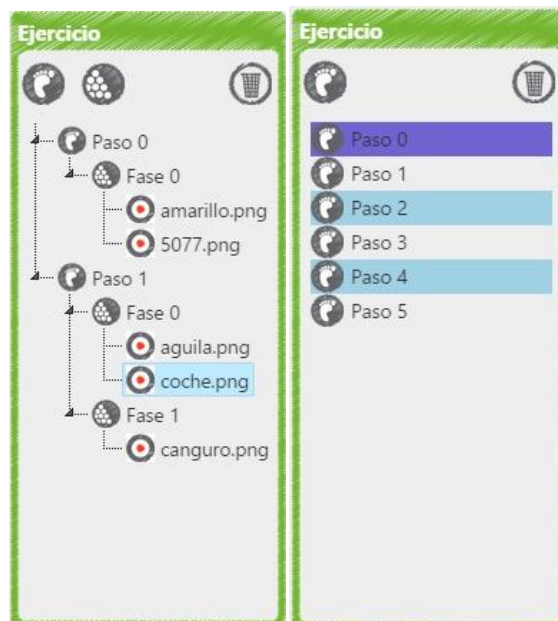 Ejercicio
Paso 0
Fase 0
amarillo.png
5077.png
Paso 1
Fase 0
aguila.png
coche.png
Fase 1
canguro.png
Ejercicio
Paso 0
Paso 1
Paso 2
Paso 3
Paso 4
Paso 5